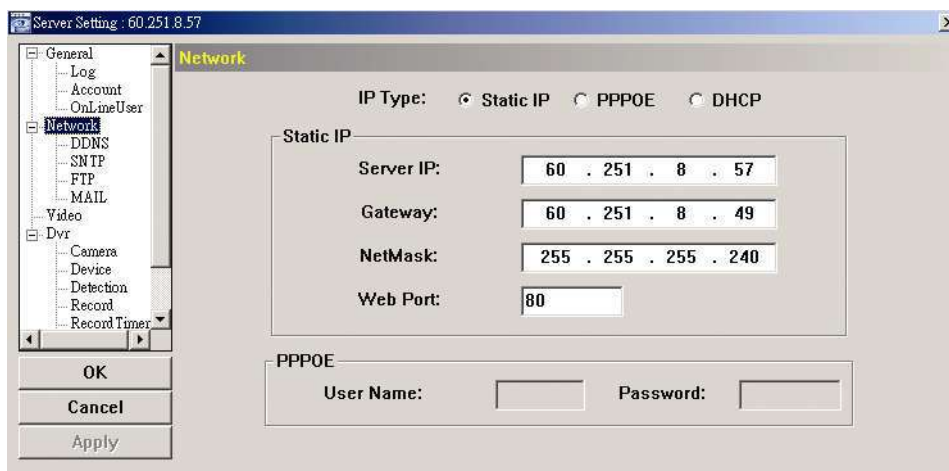 Server Setting : 60.251.8.57
General
Log
Account
OnLineUser
Network
DDNS
SNTP
FTP
MAIL
Video
Dvr
Camera
Device
Detection
Record
Record Timer
OK
Cancel
Apply
Network
IP Type: Static IP PPPOE DHCP
Static IP
Server IP: 60 . 251 . 8 . 57
Gateway: 60 . 251 . 8 . 49
NetMask: 255 . 255 . 255 . 240
Web Port: 80
PPPOE
User Name: Password: